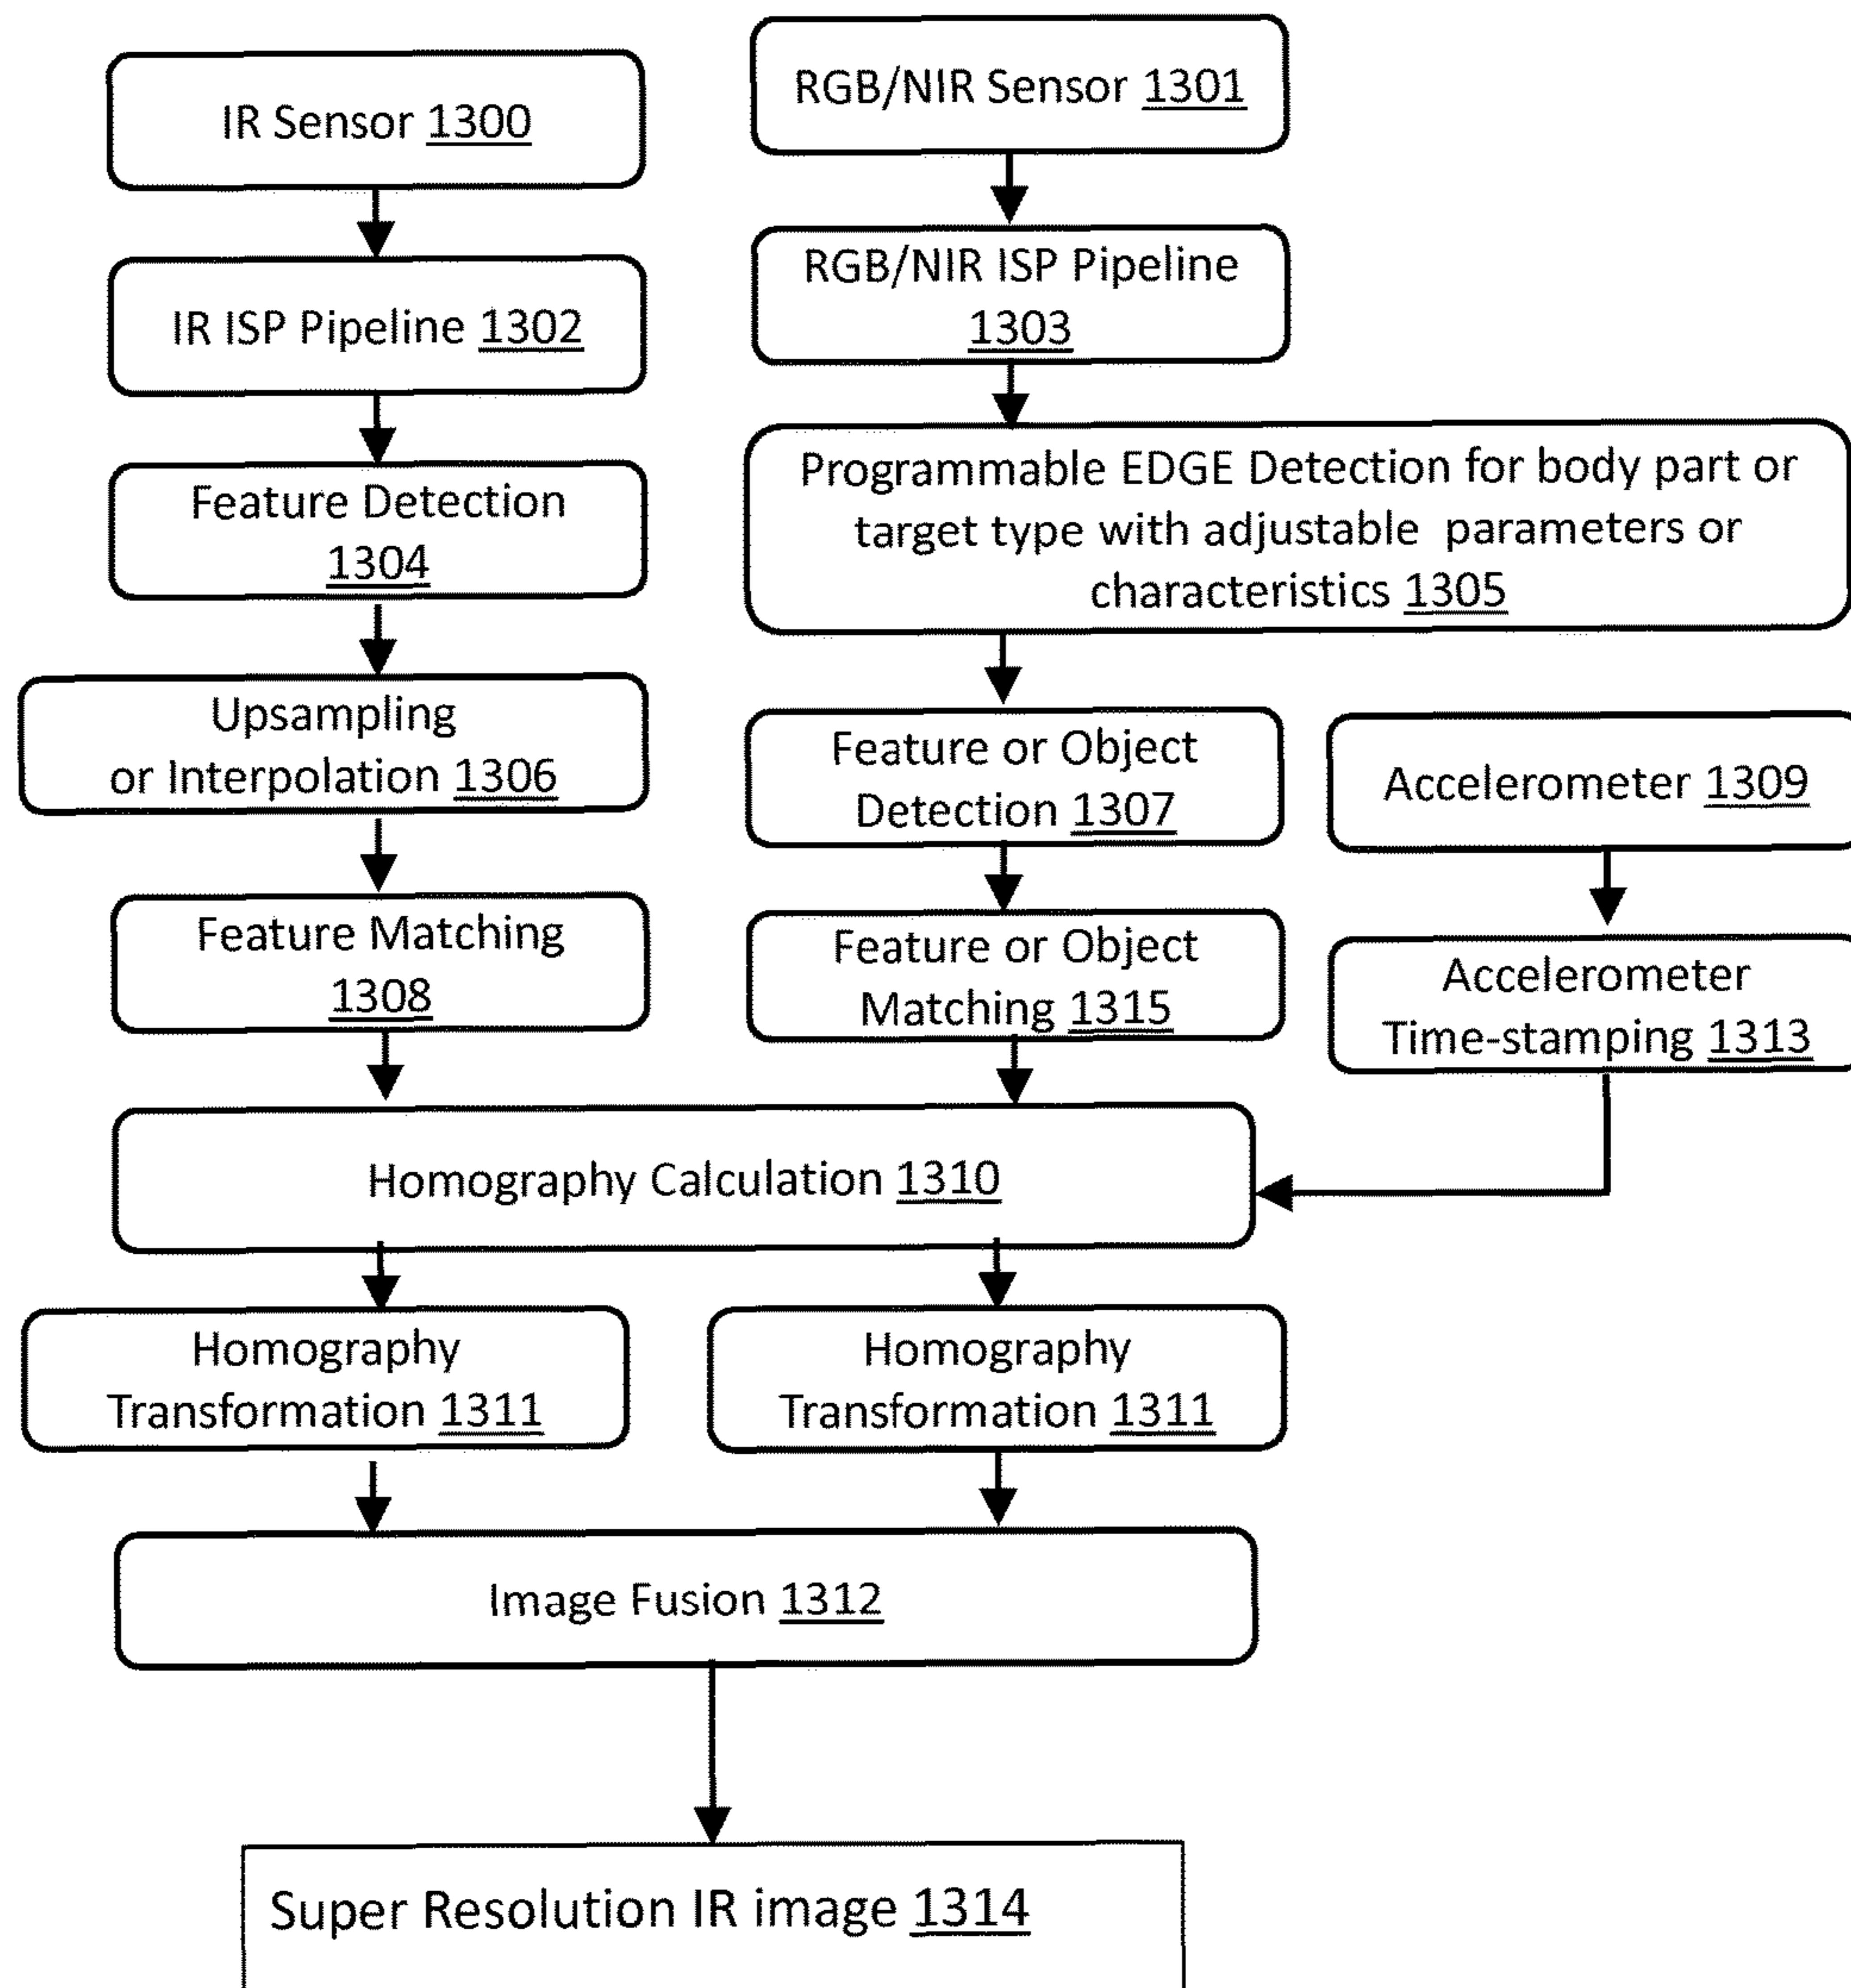 IR Sensor 1300
RGB/NIR Sensor 1301
IR ISP Pipeline 1302
RGB/NIR ISP Pipeline
1303
Feature Detection
1304
Programmable EDGE Detection for body part or
target type with adjustable parameters or
characteristics 1305
Upsampling
or Interpolation 1306
Feature or Object
Detection 1307
Accelerometer 1309
Feature Matching
1308
Feature or Object
Matching 1315
Accelerometer
Time-stamping 1313
Homography Calculation 1310
Homography
Transformation 1311
Homography
Transformation 1311
Image Fusion 1312
Super Resolution IR image 1314